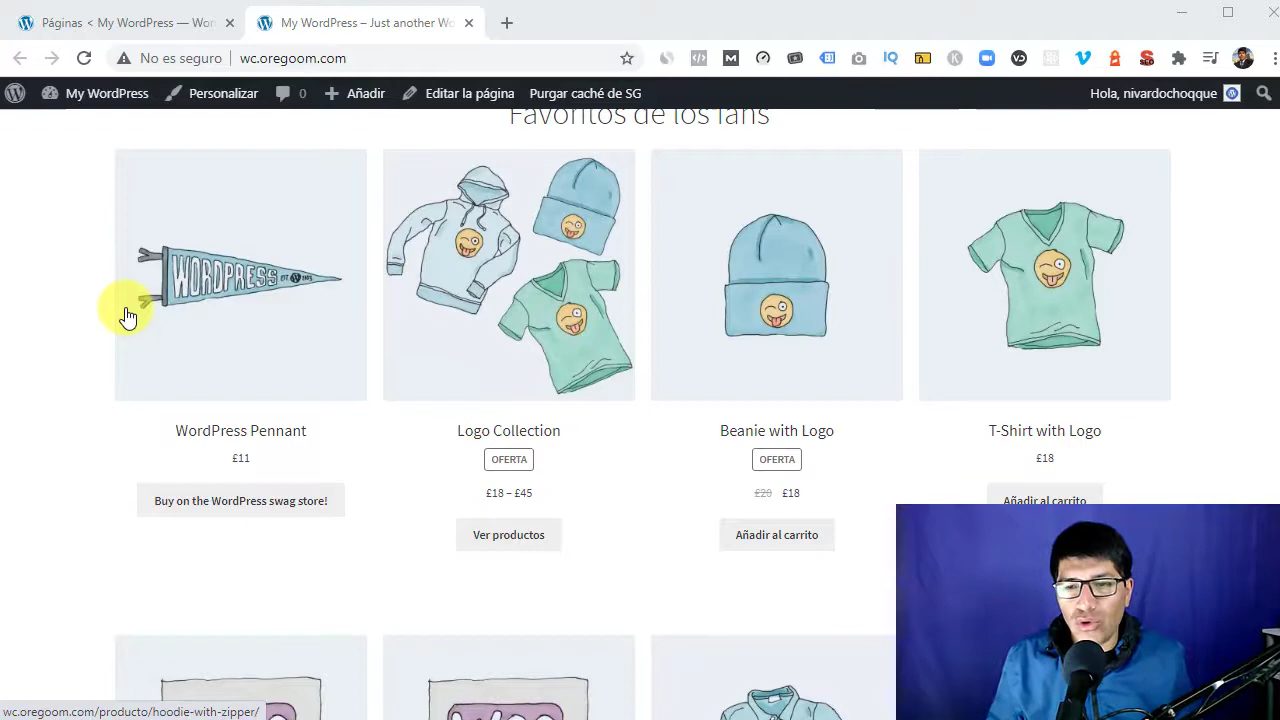 Páginas < My WordPress — Wor
My WordPress – Just another Wo
No es seguro
wc.oregoom.com
My WordPress
Personalizar
0
Añadir
Editar la página
Purgar caché de SG
Hola, nivardochoqque
Favoritos de los fans
WORDPRESS
WordPress Pennant
Logo Collection
Beanie with Logo
T-Shirt with Logo
£11
OFERTA
OFERTA
£18
£18 – £45
£20 £18
Buy on the WordPress swag store!
Añadir al carrito
Ver productos
Añadir al carrito
wc.oregoom.com/producto/hoodie-with-zipper/